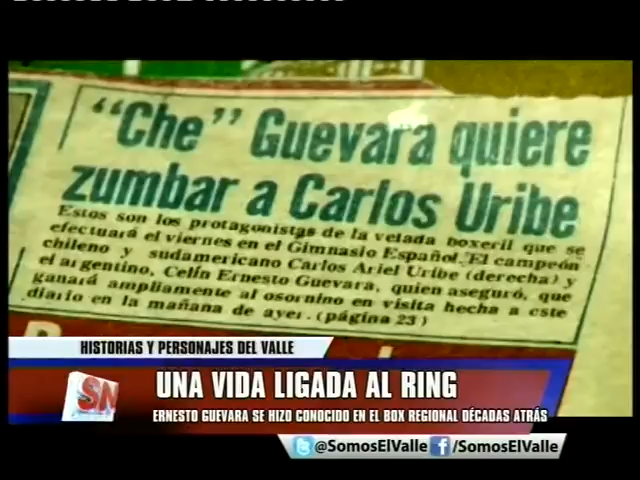 “Che” Guevara quiere
zumbar a Carlos Uribe
Estos son los protagonistas de la velada boxeril que se
efectuará el viernes en el Gimnasio Español. El campeón
chileno y sudamericano Carlos Ariel Uribe (derecha) y
el argentino, Celín Ernesto Guevara, quien aseguró, que
ganará ampliamente al osornino en visita hecha a este
diario en la mañana de ayer. (página 23)
HISTORIAS Y PERSONAJES DEL VALLE
SN
UNA VIDA LIGADA AL RING
ERNESTO GUEVARA SE HIZO CONOCIDO EN EL BOX REGIONAL DÉCADAS ATRÁS
@SomosElValle f/SomosElValle